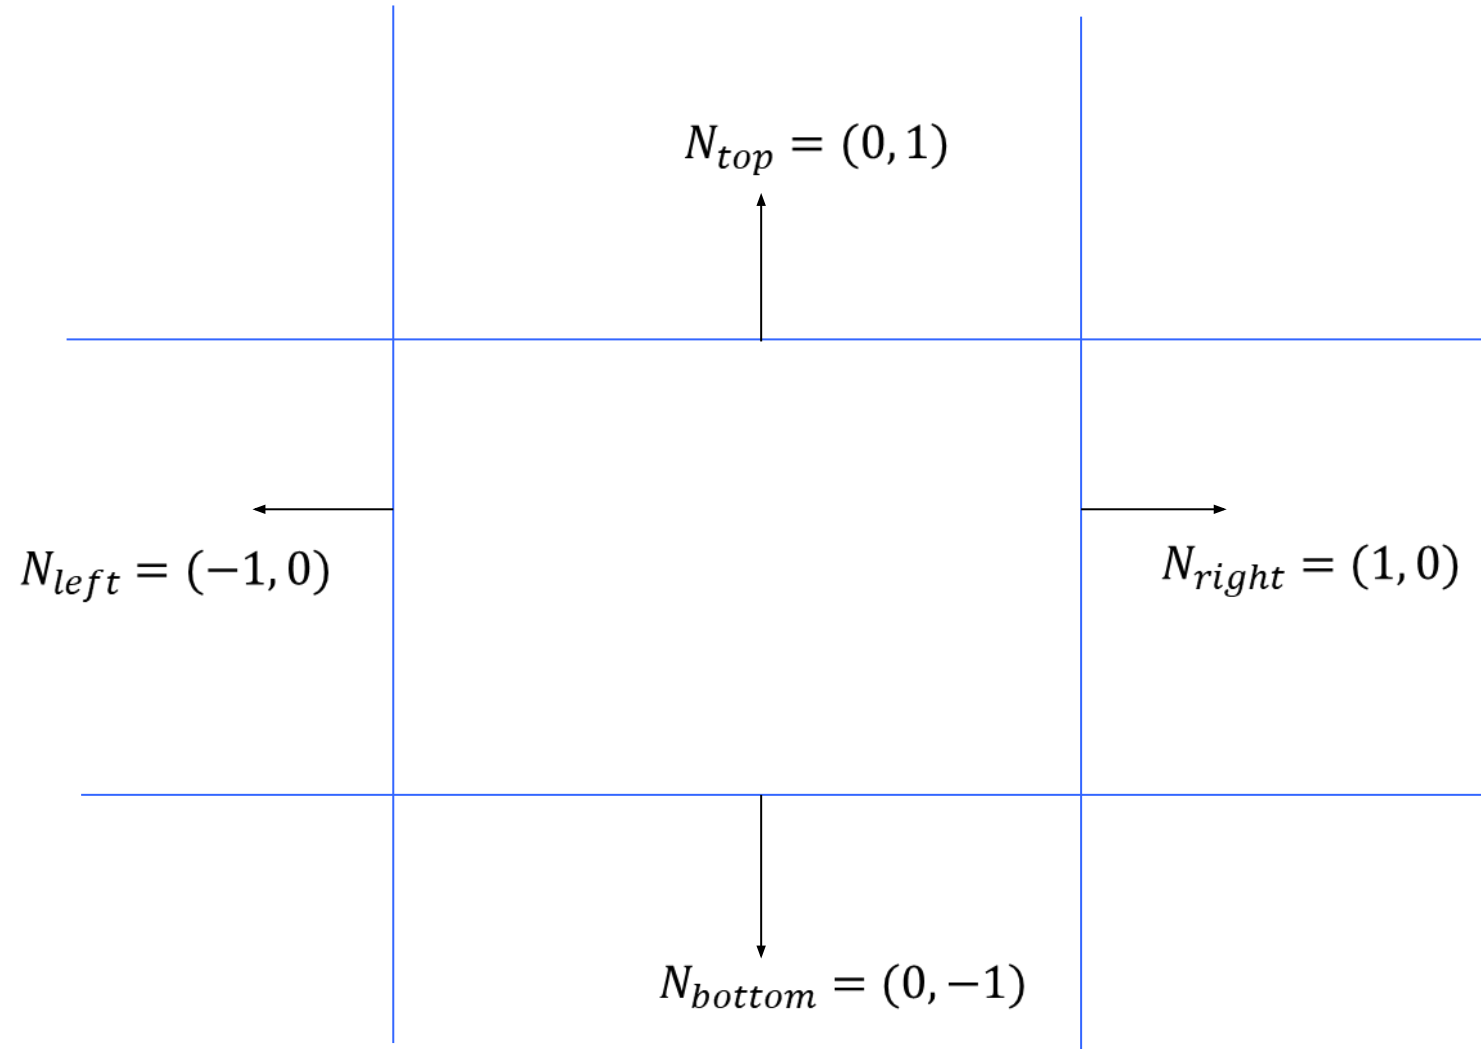 N_top = (0, 1)
N_left = (−1, 0)
N_right = (1, 0)
N_bottom = (0, −1)